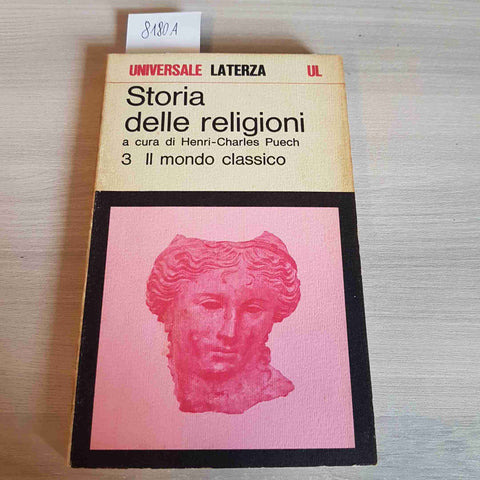 8180A
UNIVERSALE LATERZA UL
Storia
delle religioni
a cura di Henri-Charles Puech
3 Il mondo classico